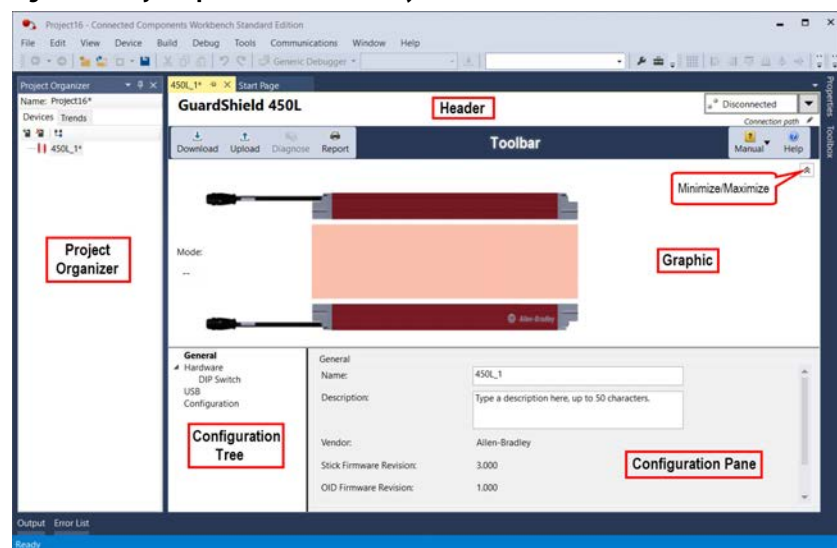 Project16 - Connected Components Workbench Standard Edition
File Edit View Device Build Debug Tools Communications Window Help
Generic Debugger
Project Organizer
450L_1* Start Page
Properties
Toolbox
Name: Project16*
Devices Trends
450L_1*
GuardShield 450L
Header
Disconnected
Connection path
Download Upload Diagnose Report
Toolbar
Manual Help
Minimize/Maximize
Project
Organizer
Mode:
--
Graphic
Allen-Bradley
General
Hardware
DIP Switch
USB
Configuration
Configuration
Tree
General
Name: 450L_1
Description: Type a description here, up to 50 characters.
Vendor: Allen-Bradley
Stick Firmware Revision: 3.000
Configuration Pane
OID Firmware Revision: 1.000
Output Error List
Ready